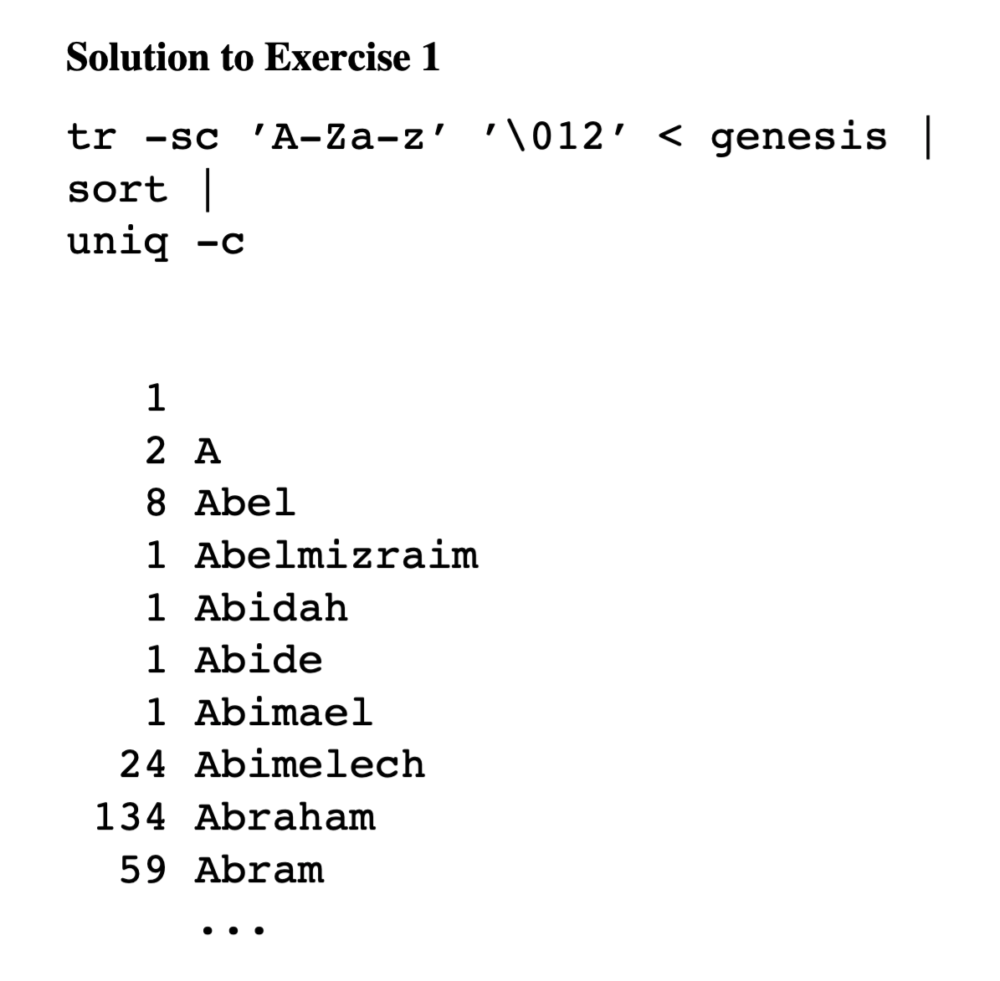 Solution to Exercise 1
tr -sc ’A-Za-z’ ’\012’ < genesis |
sort |
uniq -c
1
2 A
8 Abel
1 Abelmizraim
1 Abidah
1 Abide
1 Abimael
24 Abimelech
134 Abraham
59 Abram
...